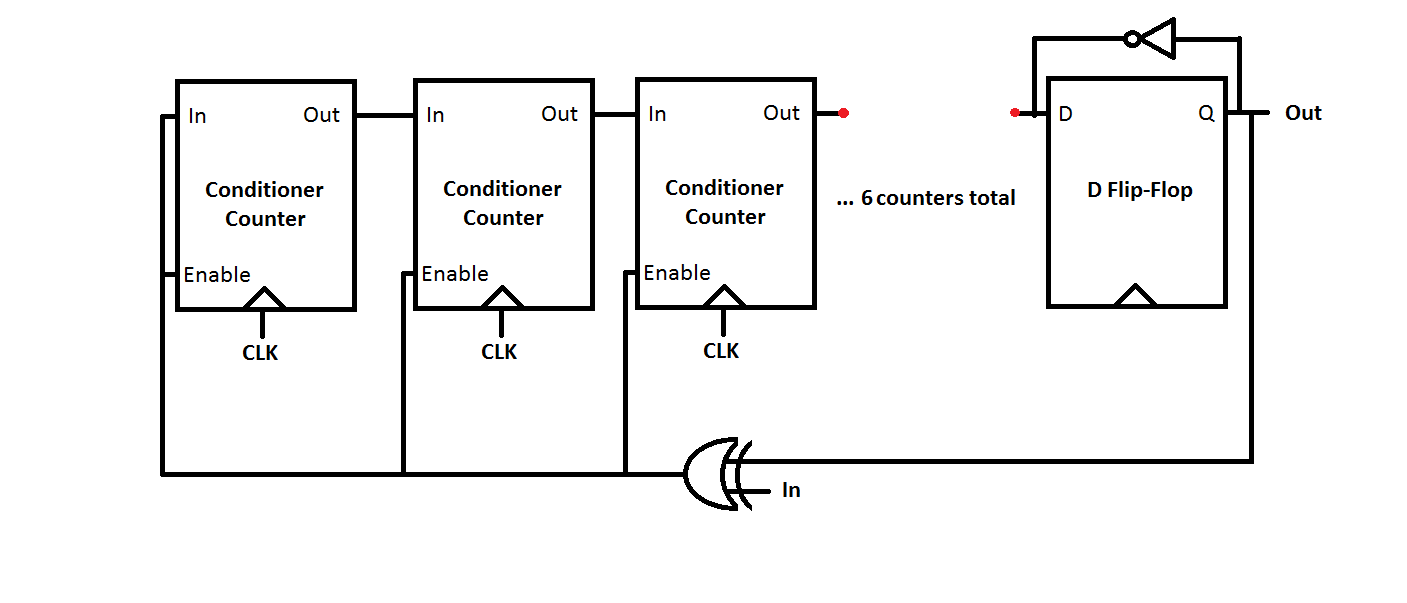 In Out
Conditioner
Counter
Enable
CLK
In Out
Conditioner
Counter
Enable
CLK
In Out
Conditioner
Counter
Enable
CLK
... 6 counters total
D Q
D Flip-Flop
Out
In